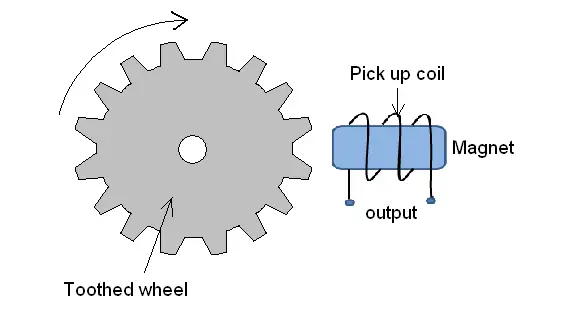 Pick up coil
Magnet
output
Toothed wheel